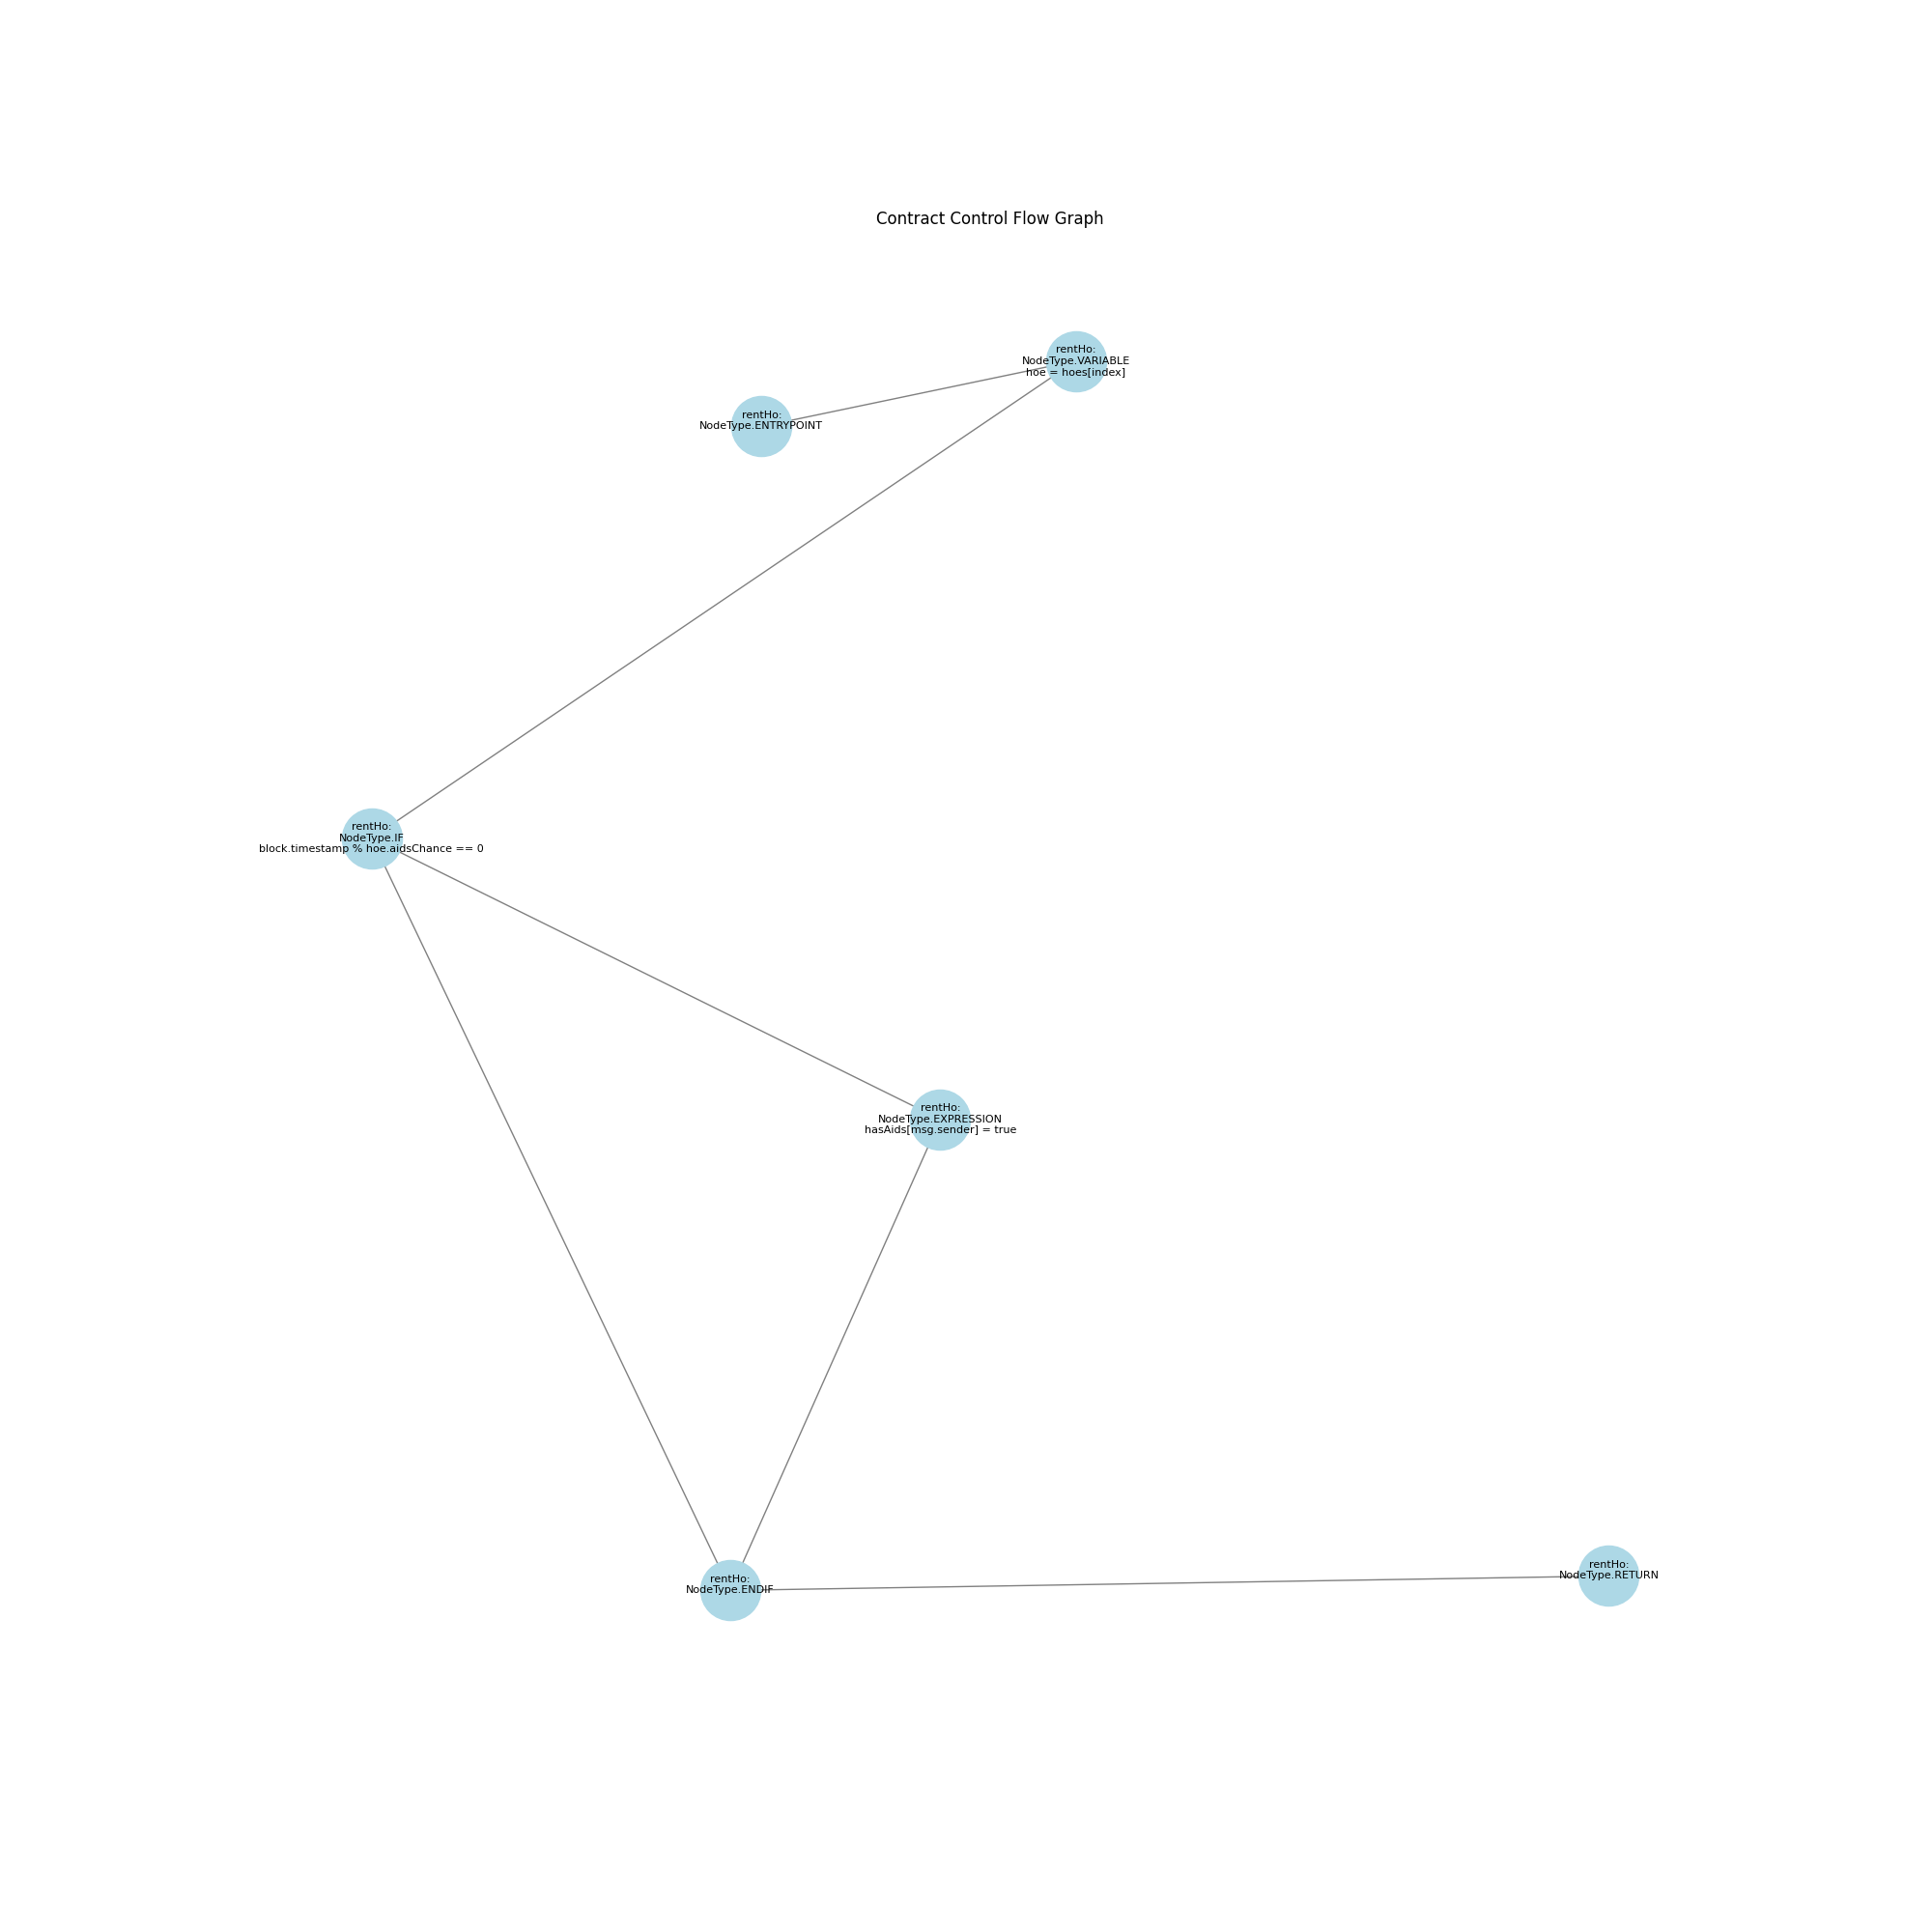 Contract Control Flow Graph
rentHo:
NodeType.VARIABLE
hoe = hoes[index]
rentHo:
NodeType.ENTRYPOINT
rentHo:
NodeType.IF
block.timestamp % hoe.aidsChance == 0
rentHo:
NodeType.EXPRESSION
hasAids[msg.sender] = true
rentHo:
NodeType.ENDIF
rentHo:
NodeType.RETURN